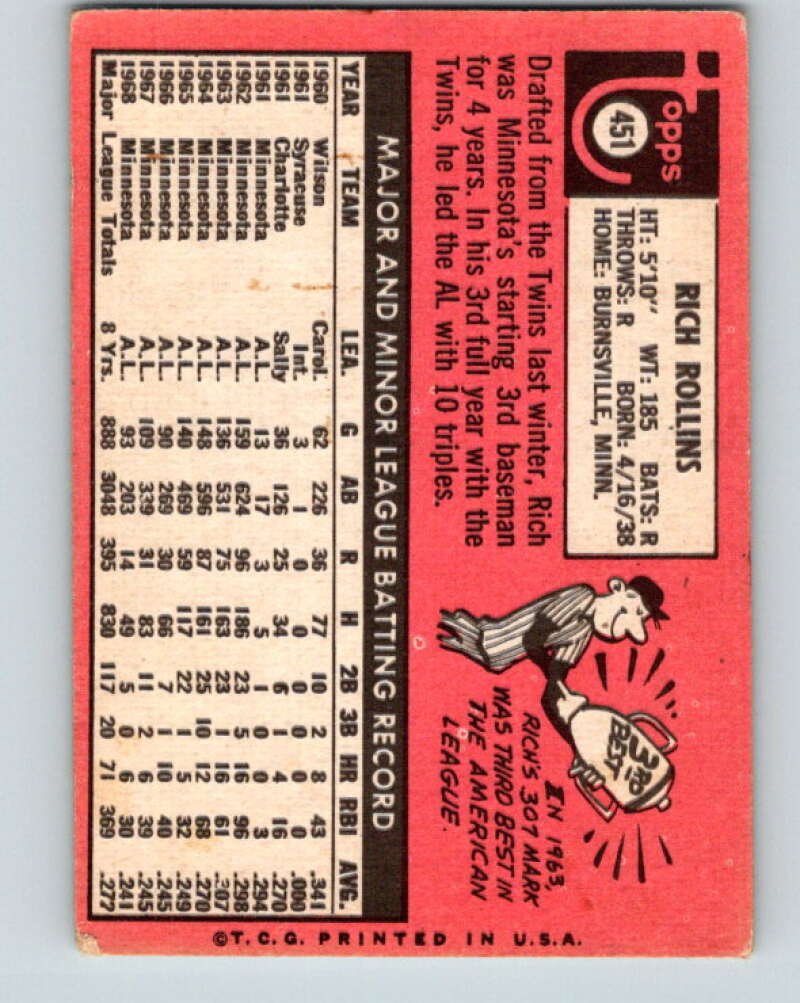 Topps
451
RICH ROLLINS
HT: 5'10" WT: 185 BATS: R
THROWS: R BORN: 4/16/38
HOME: BURNSVILLE, MINN.
Drafted from the Twins last winter, Rich
was Minnesota's starting 3rd baseman
for 4 years. In his 3rd full year with the
Twins, he led the AL with 10 triples.
3RD
BEST
IN 1963,
RICH'S 307 MARK
WAS THIRD BEST IN
THE AMERICAN
LEAGUE.
MAJOR AND MINOR LEAGUE BATTING RECORD
YEAR TEAM LEA. G AB R H 2B 3B HR RBI AVG.
1960 Wilson Carol. 62 226 36 77 10 2 8 43 .341
1961 Syracuse Int. 3 1 0 0 0 0 0 0 .000
1961 Charlotte Sally 36 126 25 34 6 1 4 16 .270
1961 Minnesota A.L. 13 17 3 5 1 0 0 3 .294
1962 Minnesota A.L. 159 624 96 186 23 5 16 96 .298
1963 Minnesota A.L. 136 531 75 163 23 1 16 61 .307
1964 Minnesota A.L. 148 596 87 161 25 10 12 68 .270
1965 Minnesota A.L. 140 469 59 117 22 1 5 32 .249
1966 Minnesota A.L. 90 269 30 66 7 1 10 40 .245
1967 Minnesota A.L. 109 339 31 83 11 2 6 39 .245
1968 Minnesota A.L. 93 203 14 49 5 0 6 30 .241
Major League Totals 8 Yrs. 888 3048 395 830 117 20 71 369 .277
©T.C.G. PRINTED IN U.S.A.